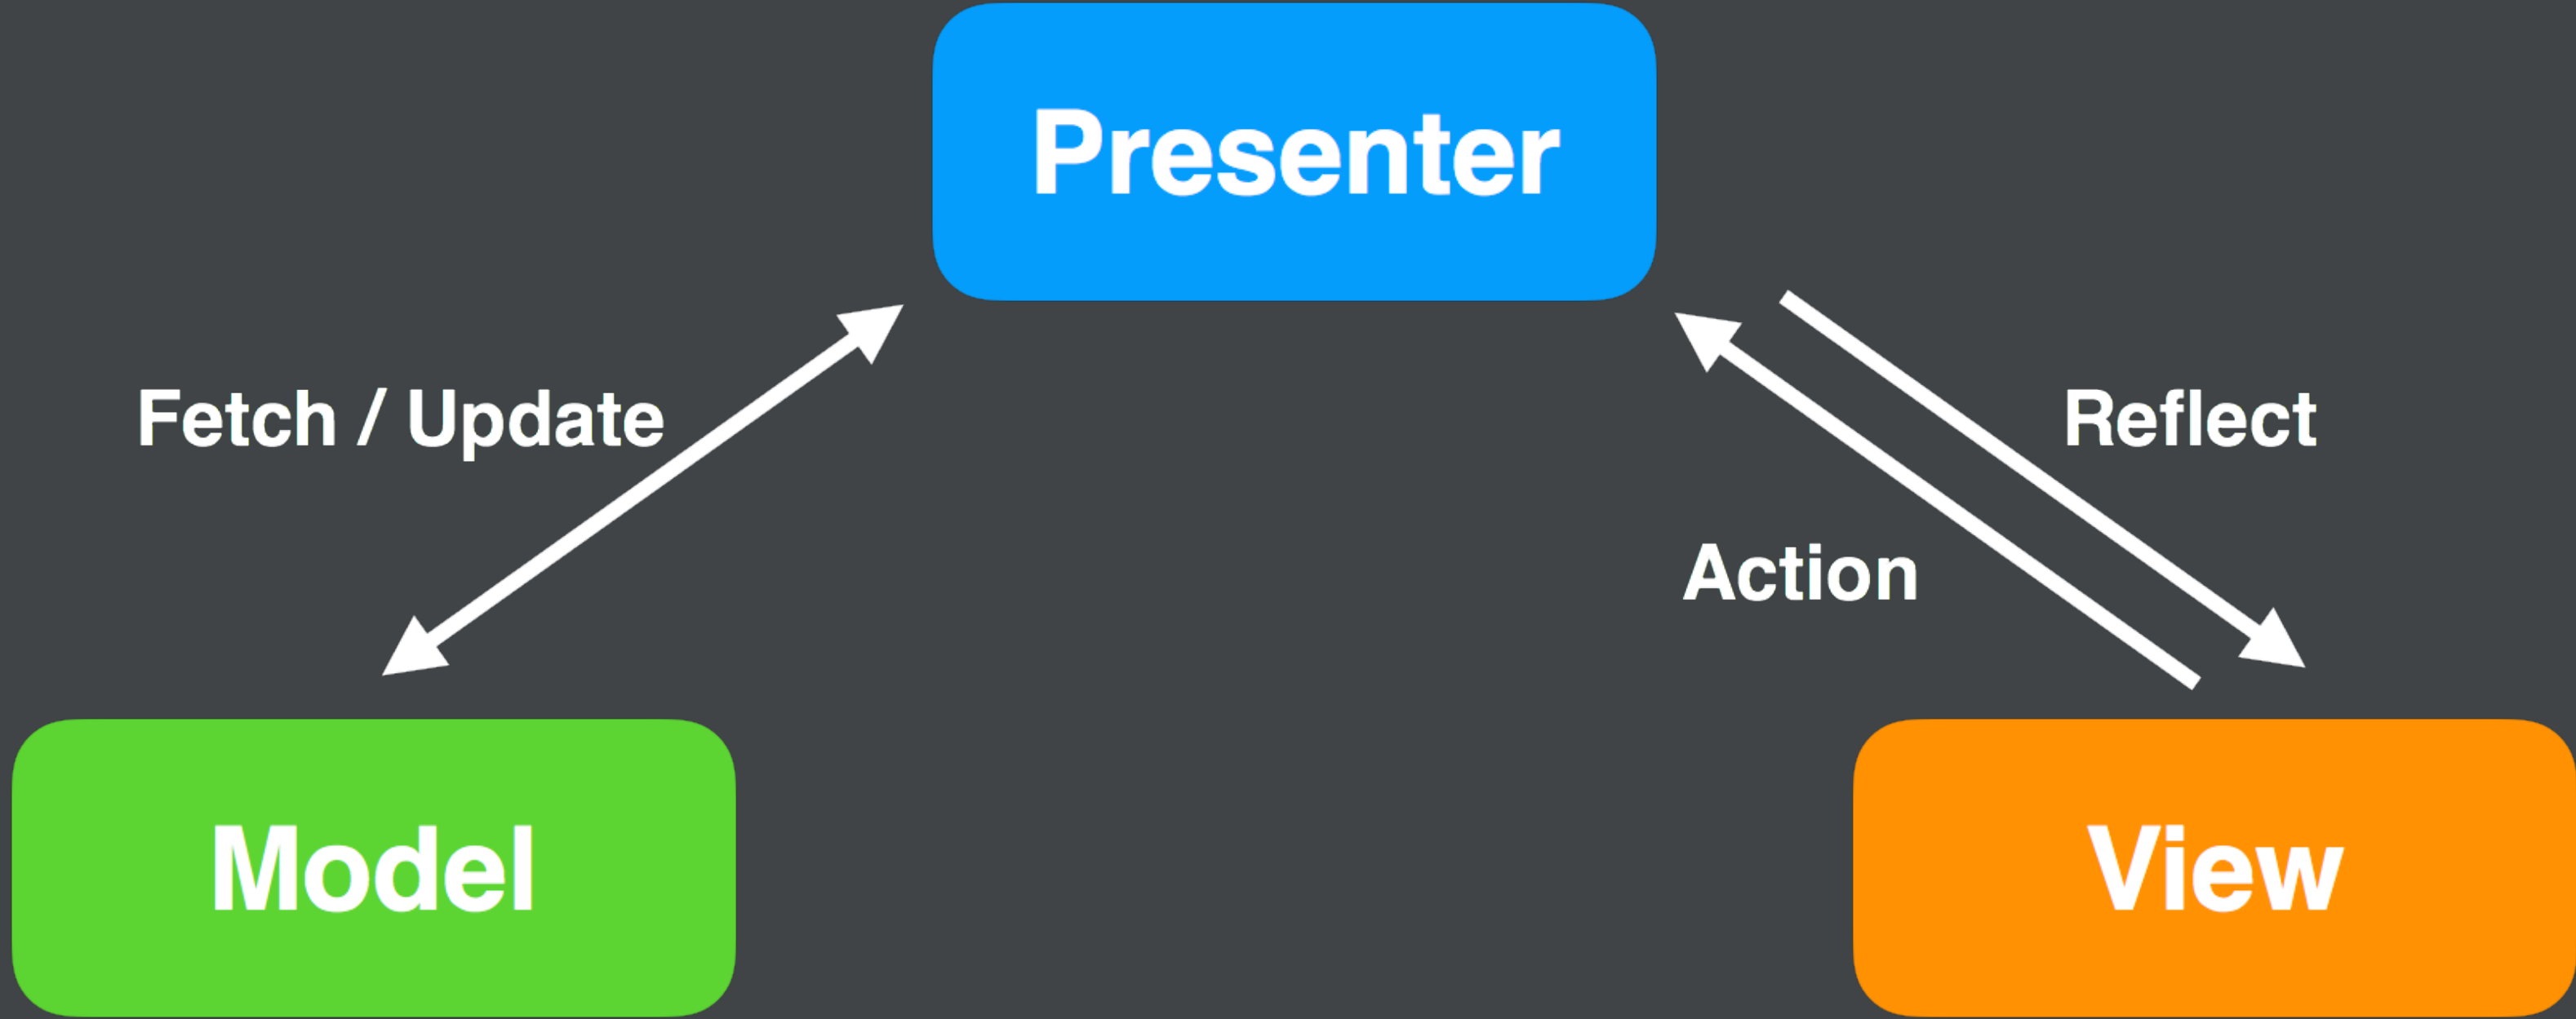 Presenter
Fetch / Update
Reflect
Action
Model
View